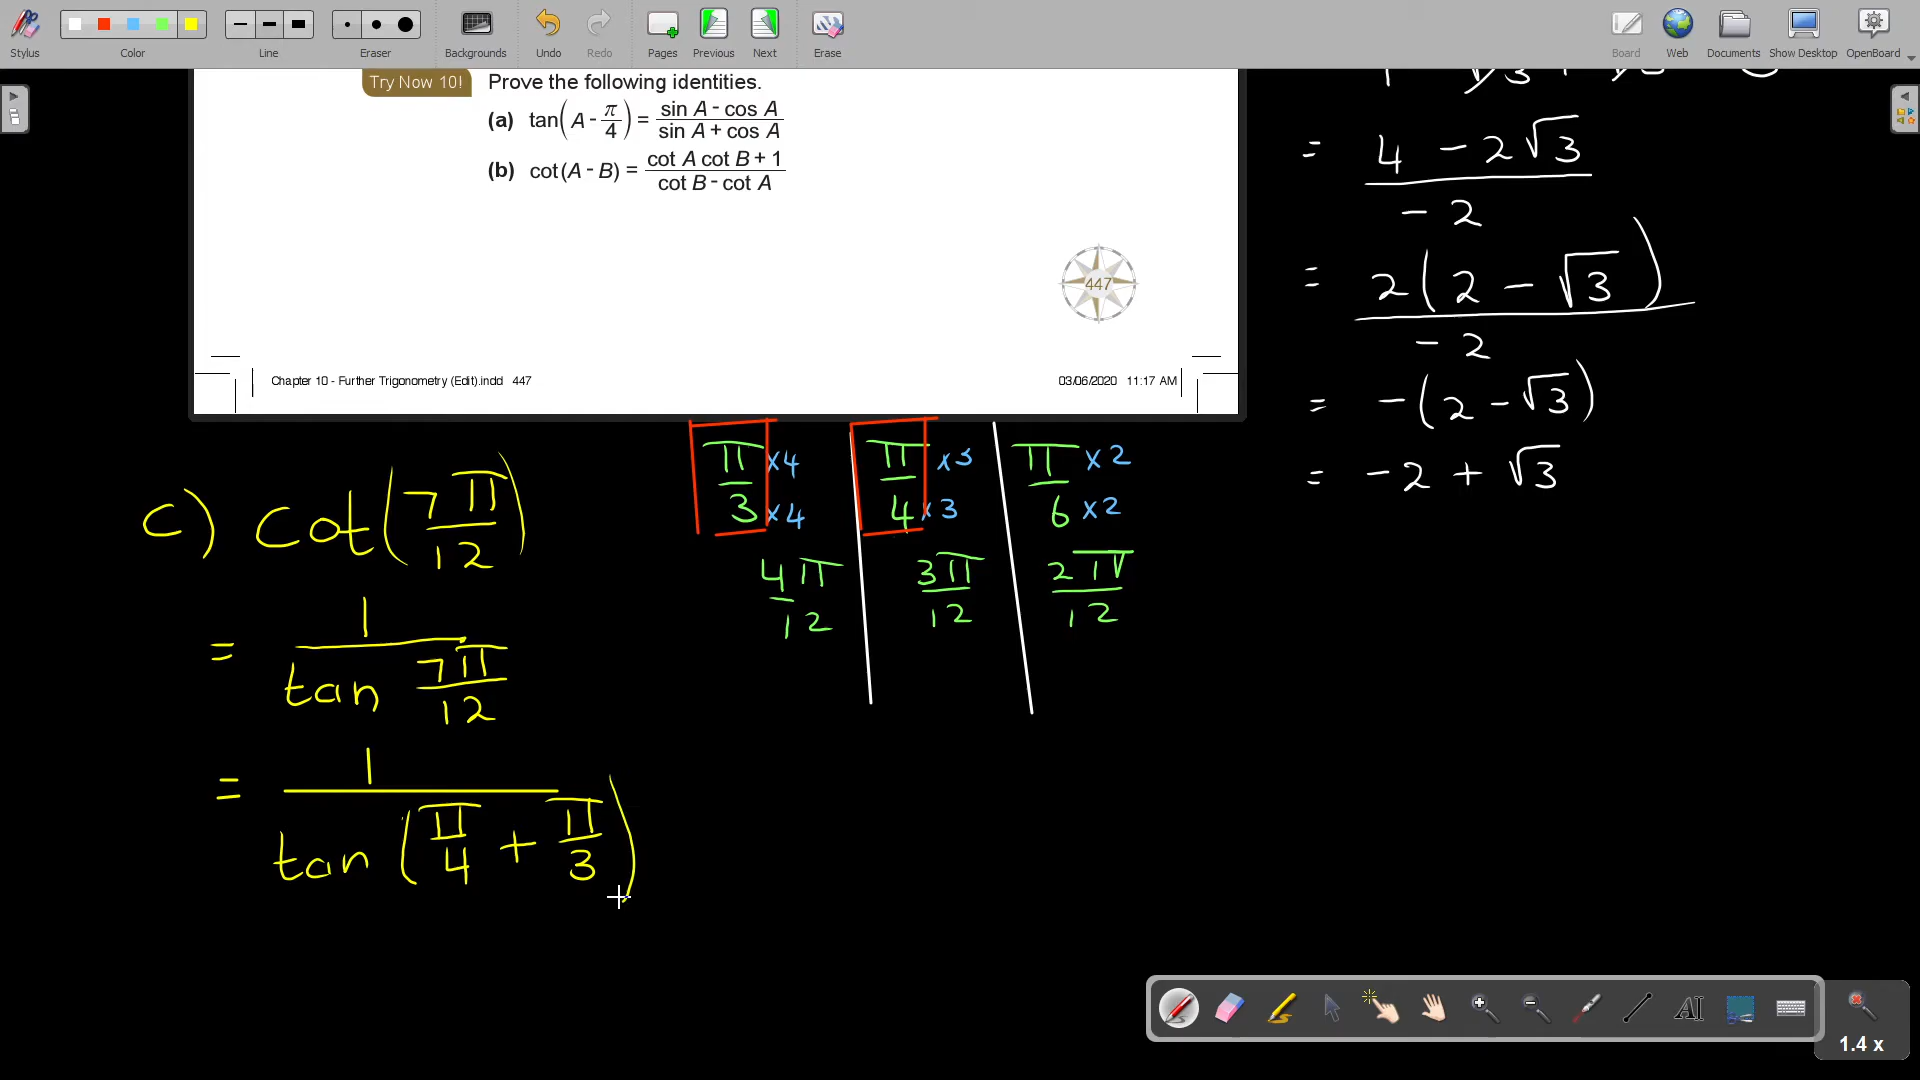 Stylus Color Line Eraser Backgrounds Undo Redo Pages Previous Next Erase Board Web Documents Show Desktop OpenBoard
Try Now 10! Prove the following identities.
(a) tan(A - π/4) = (sin A - cos A)/(sin A + cos A)
(b) cot(A - B) = (cot A cot B + 1)/(cot B - cot A)
447
Chapter 10 - Further Trigonometry (Edit).indd 447 03/06/2020 11:17 AM
c) cot(7π/12)
= 1/(tan 7π/12)
= 1/(tan (π/4 + π/3))
π/3 ×4 ×4
4π/12
π/4 ×3 ×3
3π/12
π/6 ×2 ×2
2π/12
= (4 - 2√3)/(-2)
= 2(2 - √3)/(-2)
= -(2 - √3)
= -2 + √3
1.4 x